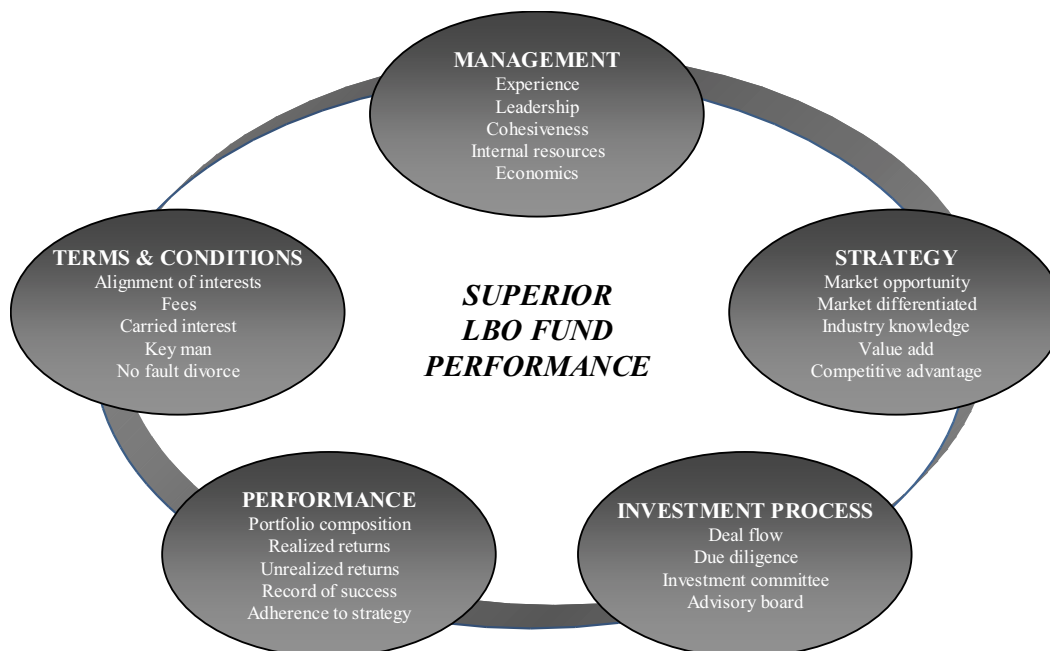 MANAGEMENT
Experience
Leadership
Cohesiveness
Internal resources
Economics
TERMS & CONDITIONS
Alignment of interests
Fees
Carried interest
Key man
No fault divorce
SUPERIOR
LBO FUND
PERFORMANCE
STRATEGY
Market opportunity
Market differentiated
Industry knowledge
Value add
Competitive advantage
PERFORMANCE
Portfolio composition
Realized returns
Unrealized returns
Record of success
Adherence to strategy
INVESTMENT PROCESS
Deal flow
Due diligence
Investment committee
Advisory board